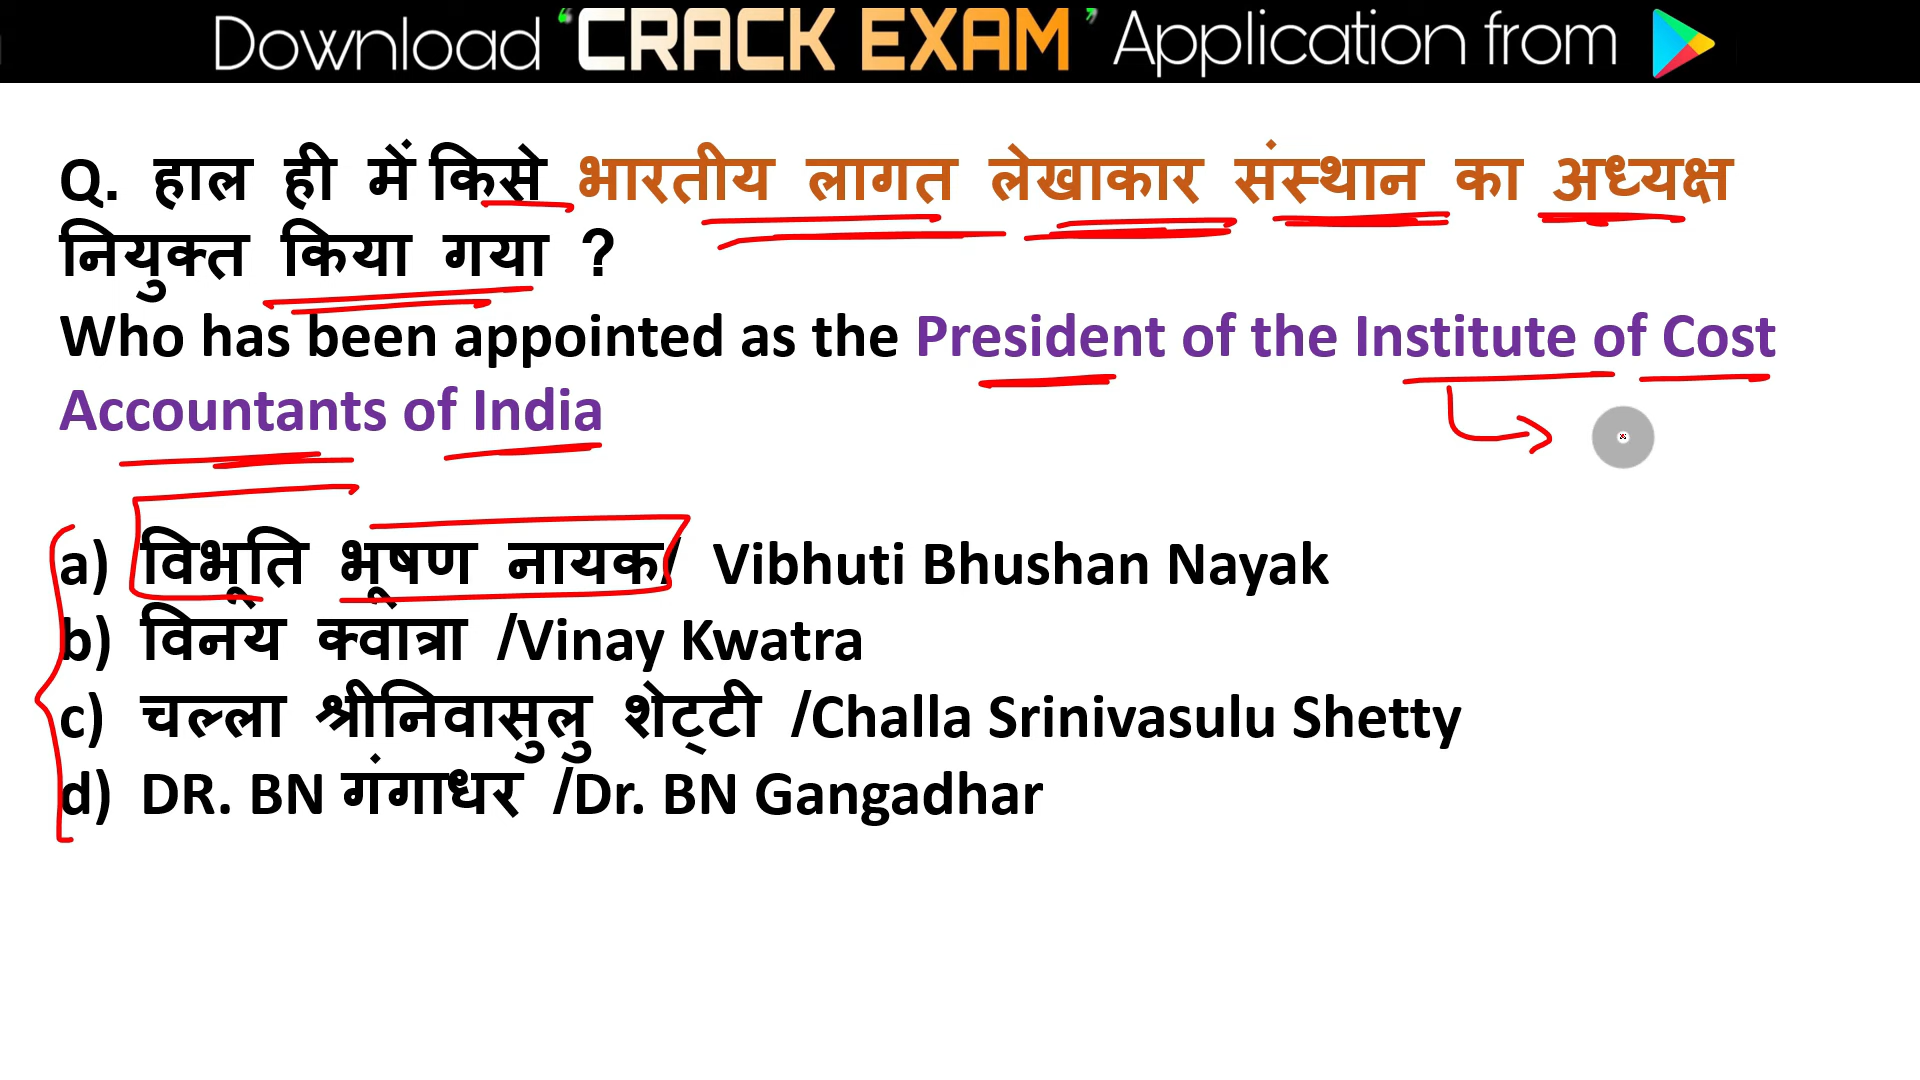 Download 'CRACK EXAM' Application from
Q. हाल ही में किसे भारतीय लागत लेखाकार संस्थान का अध्यक्ष
नियुक्त किया गया ?
Who has been appointed as the President of the Institute of Cost
Accountants of India
a) विभूति भूषण नायक/ Vibhuti Bhushan Nayak
b) विनय क्वात्रा /Vinay Kwatra
c) चल्ला श्रीनिवासुलु शेट्टी /Challa Srinivasulu Shetty
d) DR. BN गंगाधर /Dr. BN Gangadhar